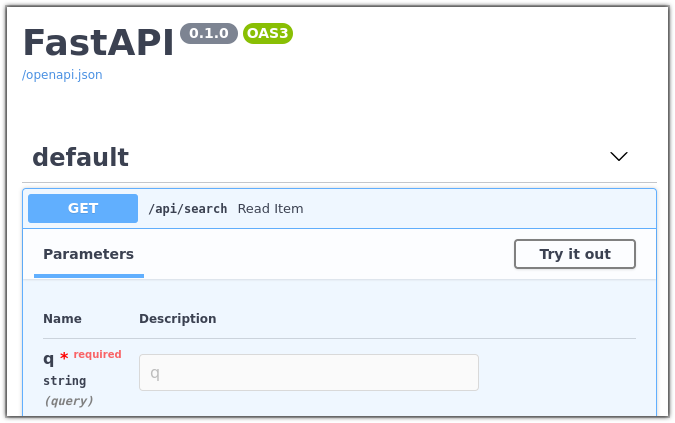 FastAPI 0.1.0 OAS3
/openapi.json
default
GET /api/search Read Item
Parameters Try it out
Name Description
q * required q
string
(query)